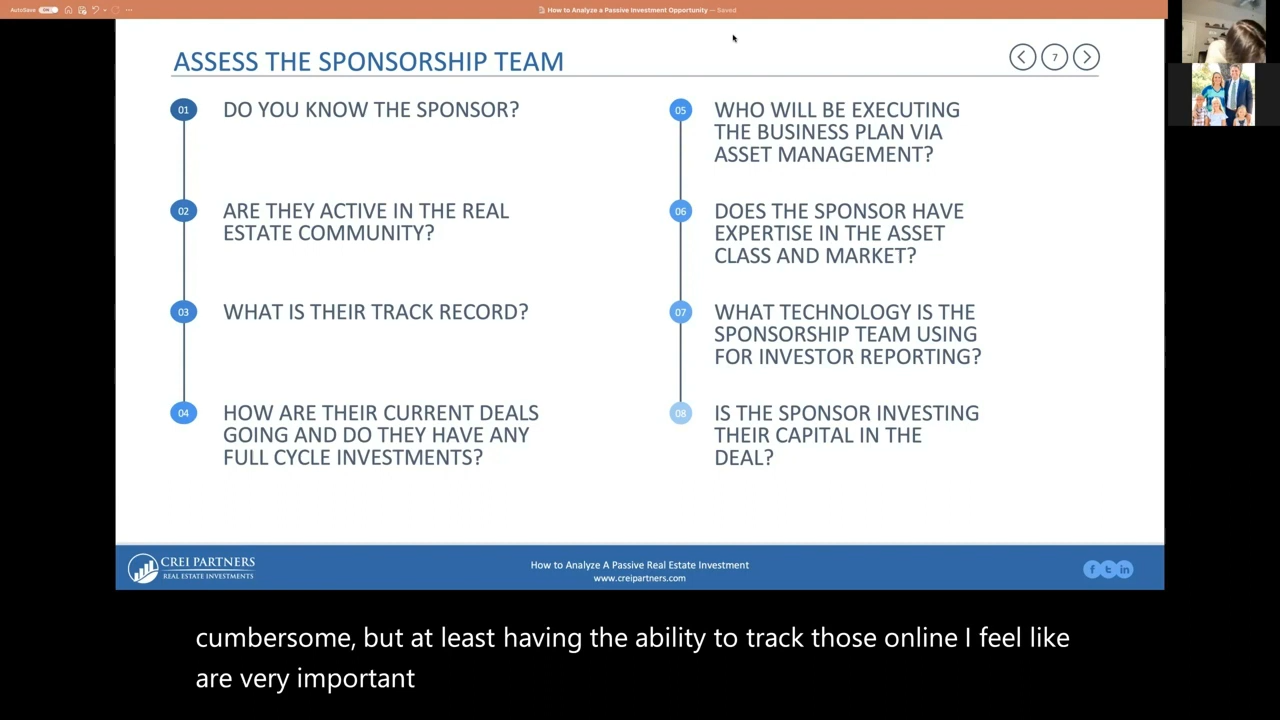 AutoSave ON
How to Analyze a Passive Investment Opportunity — Saved
ASSESS THE SPONSORSHIP TEAM
7
01
DO YOU KNOW THE SPONSOR?
02
ARE THEY ACTIVE IN THE REAL
ESTATE COMMUNITY?
03
WHAT IS THEIR TRACK RECORD?
04
HOW ARE THEIR CURRENT DEALS
GOING AND DO THEY HAVE ANY
FULL CYCLE INVESTMENTS?
05
WHO WILL BE EXECUTING
THE BUSINESS PLAN VIA
ASSET MANAGEMENT?
06
DOES THE SPONSOR HAVE
EXPERTISE IN THE ASSET
CLASS AND MARKET?
07
WHAT TECHNOLOGY IS THE
SPONSORSHIP TEAM USING
FOR INVESTOR REPORTING?
08
IS THE SPONSOR INVESTING
THEIR CAPITAL IN THE
DEAL?
CREI PARTNERS
REAL ESTATE INVESTMENTS
How to Analyze A Passive Real Estate Investment
www.creipartners.com
f t in
cumbersome, but at least having the ability to track those online I feel like
are very important